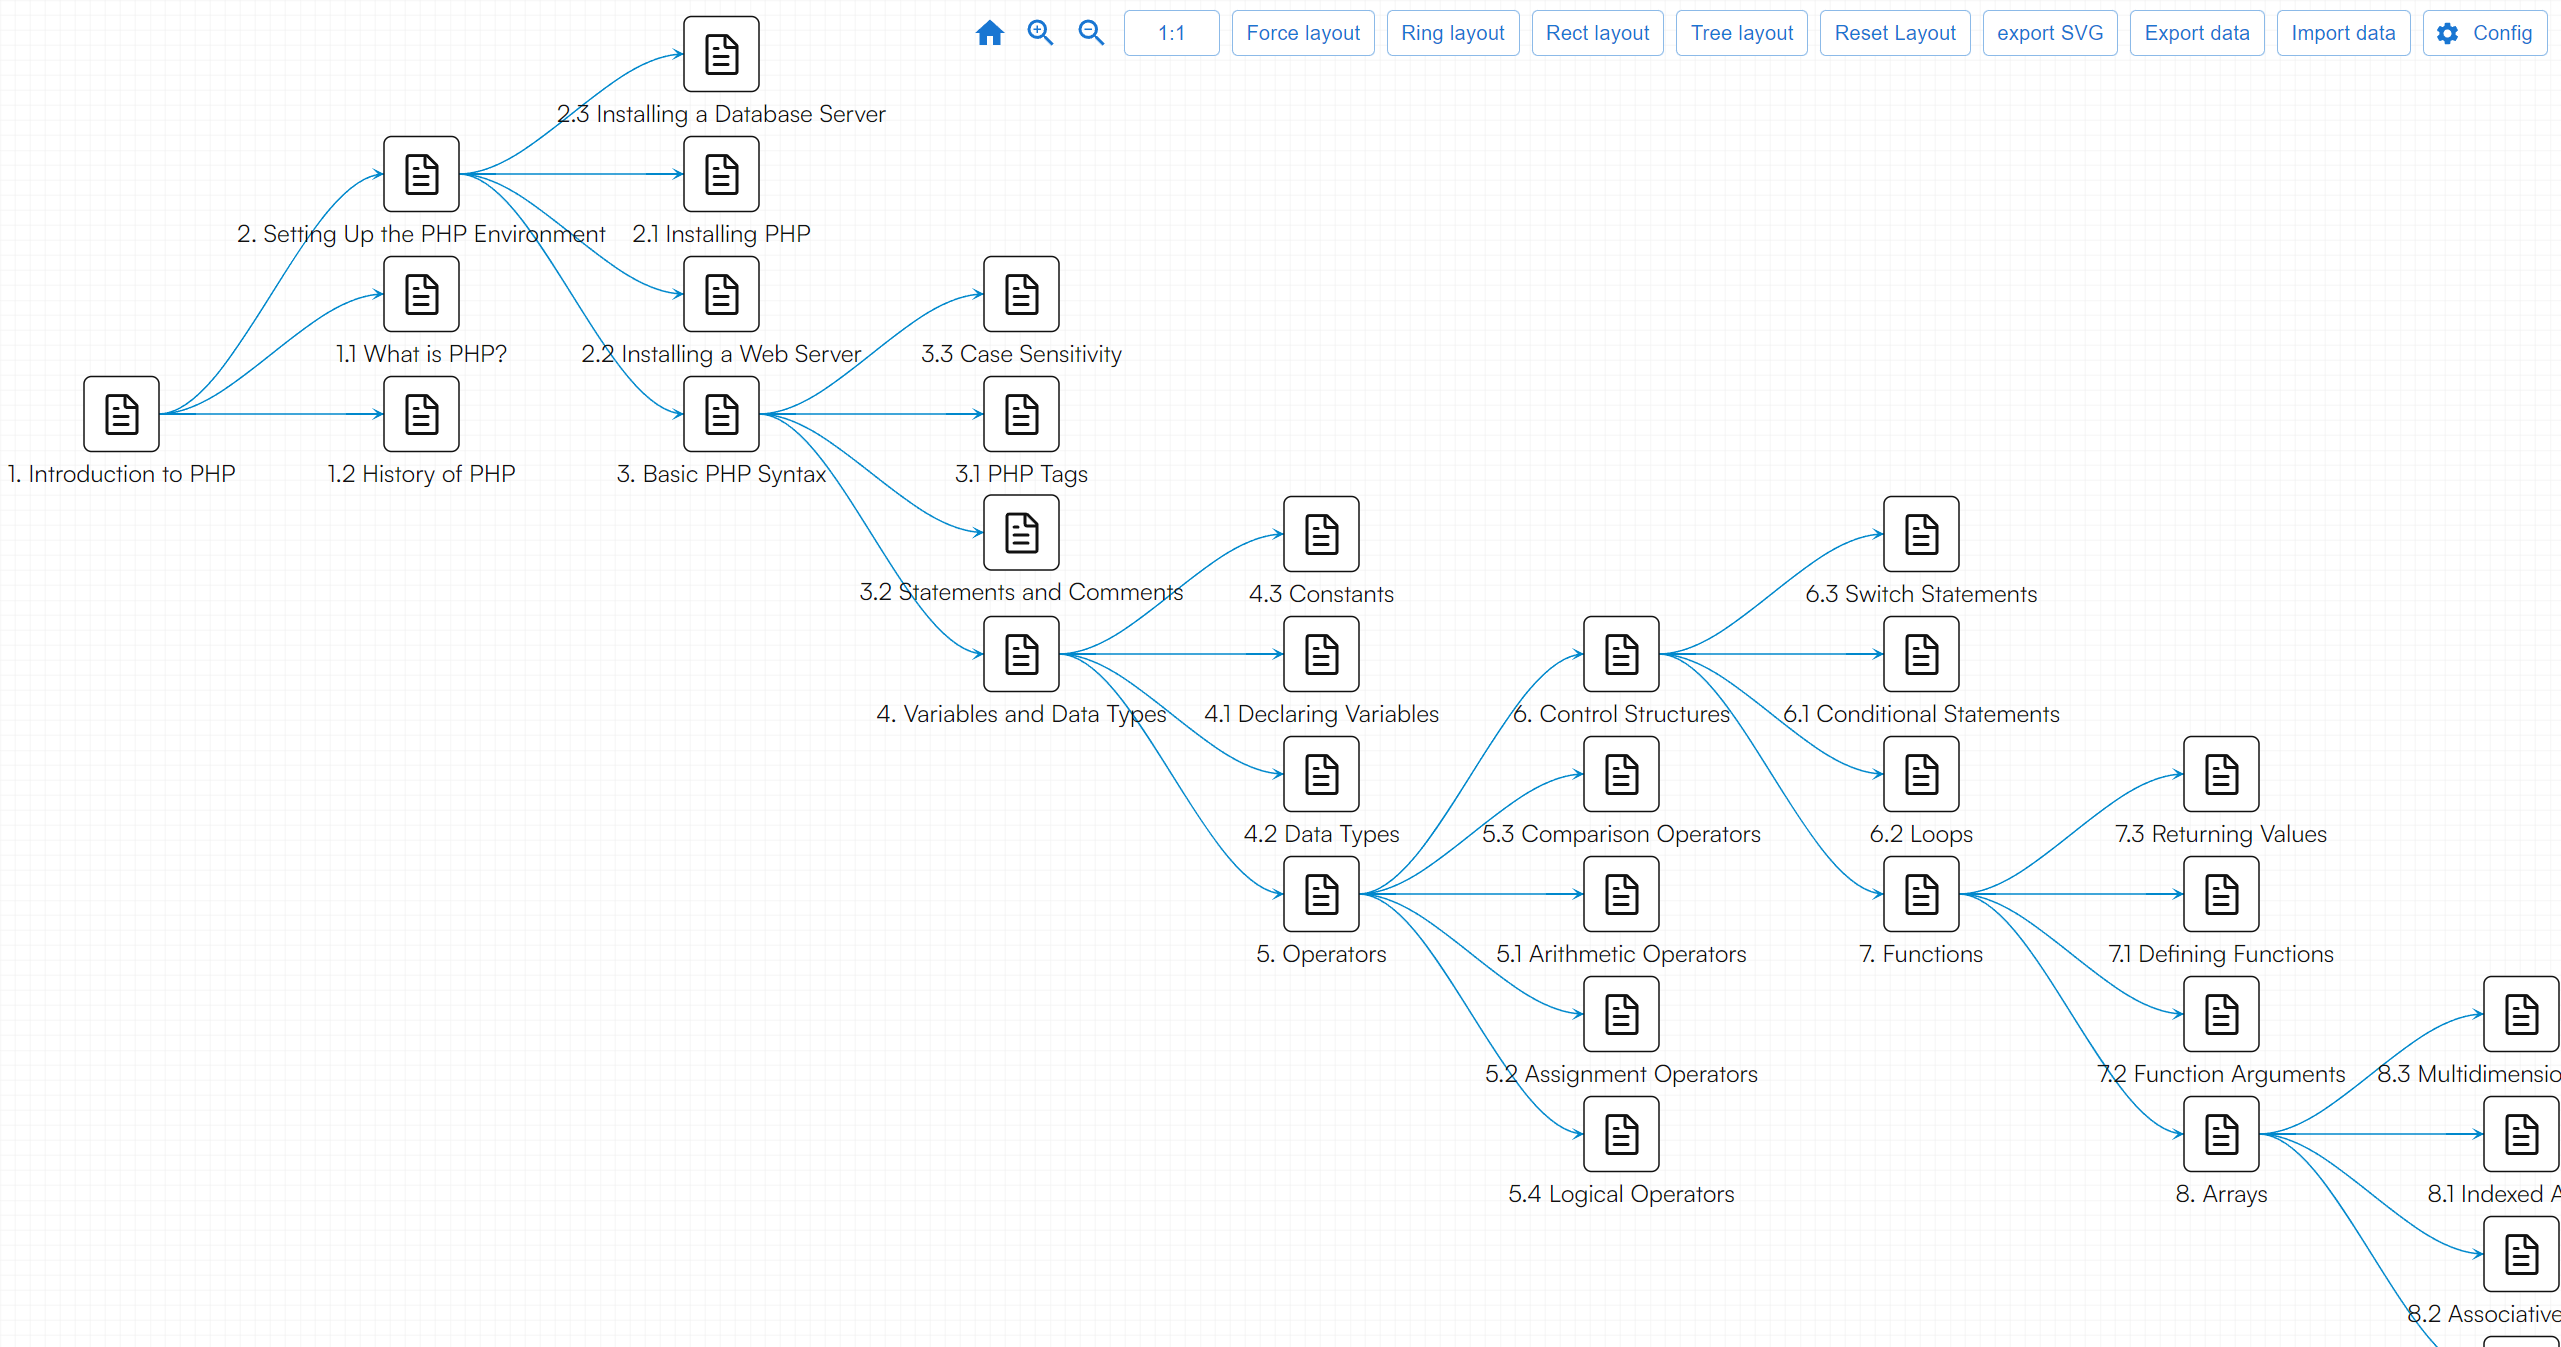 1:1
Force layout
Ring layout
Rect layout
Tree layout
Reset Layout
export SVG
Export data
Import data
Config
2.3 Installing a Database Server
2. Setting Up the PHP Environment
2.1 Installing PHP
1.1 What is PHP?
2.2 Installing a Web Server
3.3 Case Sensitivity
1. Introduction to PHP
1.2 History of PHP
3. Basic PHP Syntax
3.1 PHP Tags
3.2 Statements and Comments
4.3 Constants
6.3 Switch Statements
4. Variables and Data Types
4.1 Declaring Variables
6. Control Structures
6.1 Conditional Statements
4.2 Data Types
5.3 Comparison Operators
6.2 Loops
7.3 Returning Values
5. Operators
5.1 Arithmetic Operators
7. Functions
7.1 Defining Functions
5.2 Assignment Operators
7.2 Function Arguments
8.3 Multidimensio
5.4 Logical Operators
8. Arrays
8.1 Indexed A
8.2 Associative